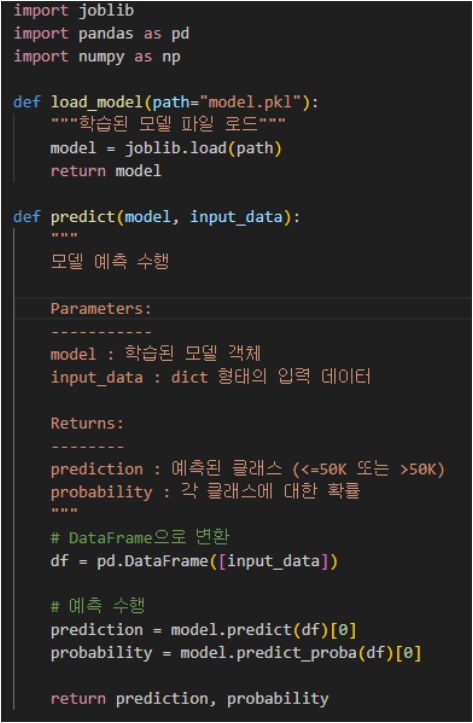 import joblib
import pandas as pd
import numpy as np
def load_model(path="model.pkl"):
"""학습된 모델 파일 로드"""
model = joblib.load(path)
return model
def predict(model, input_data):
"""
모델 예측 수행
Parameters:
-----------
model : 학습된 모델 객체
input_data : dict 형태의 입력 데이터
Returns:
--------
prediction : 예측된 클래스 (<=50K 또는 >50K)
probability : 각 클래스에 대한 확률
"""
# DataFrame으로 변환
df = pd.DataFrame([input_data])
# 예측 수행
prediction = model.predict(df)[0]
probability = model.predict_proba(df)[0]
return prediction, probability